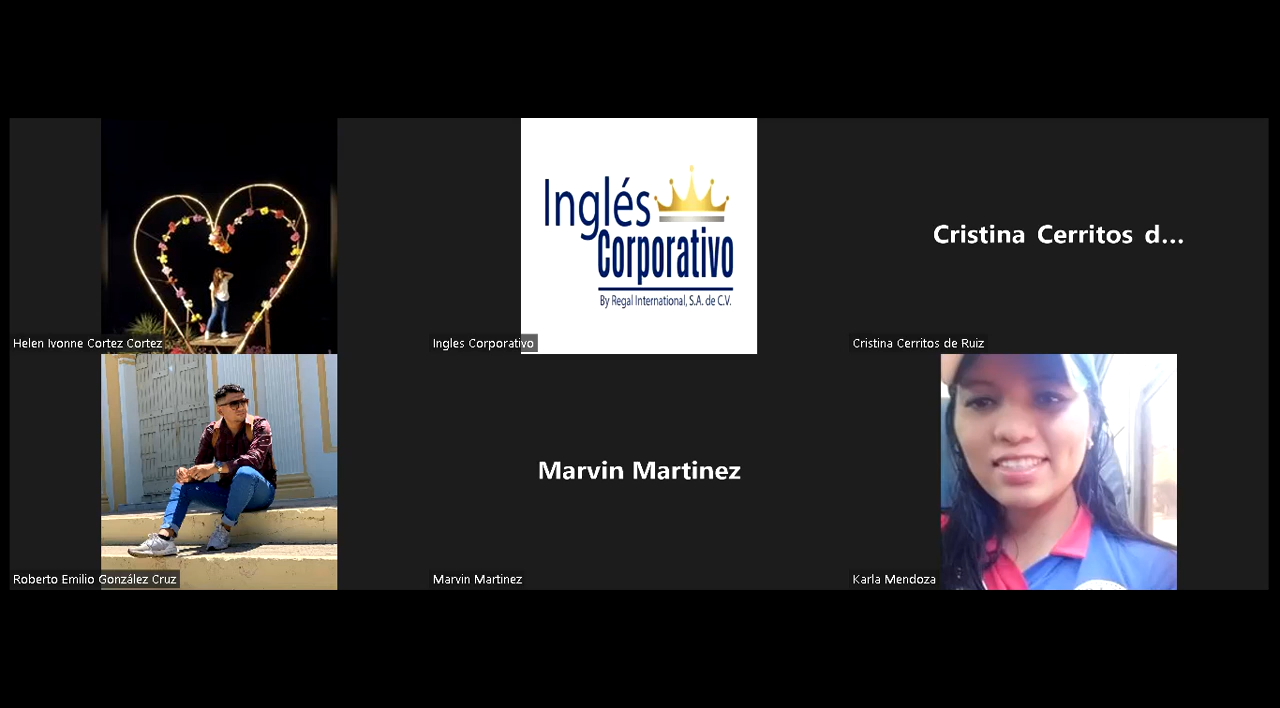 Inglés
Corporativo
By Regal International, S.A. de C.V.
Cristina Cerritos d...
Helen Ivonne Cortez Cortez
Ingles Corporativo
Cristina Cerritos de Ruiz
Marvin Martinez
Roberto Emilio González Cruz
Marvin Martinez
Karla Mendoza